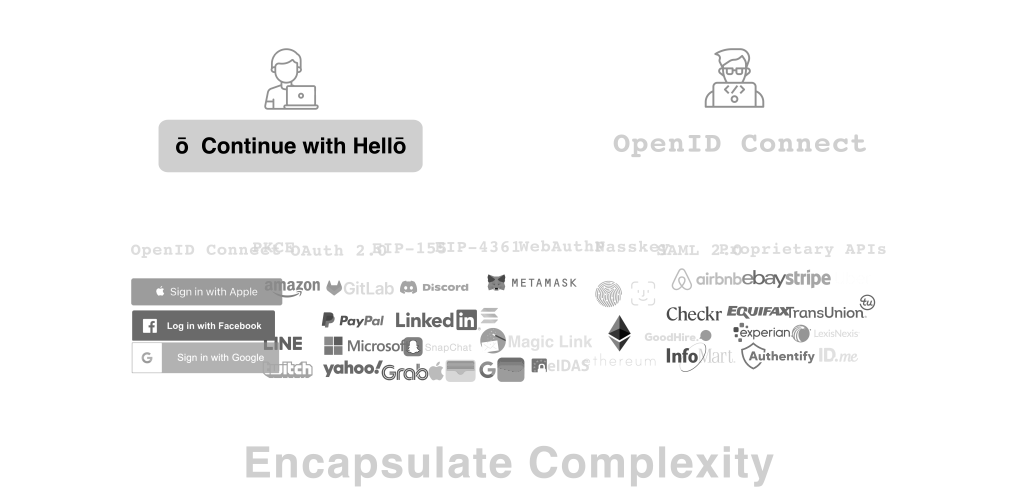 ō Continue with Hellō
OpenID Connect
OpenID Connect OAuth 2.0 PKCE EIP-155 EIP-4361 WebAuthN Passkey SAML 2.0 Proprietary APIs
Sign in with Apple amazon GitLab Discord METAMASK airbnb ebay stripe
Log in with Facebook PayPal LinkedIn Checkr EQUIFAX TransUnion tu
LINE Microsoft SnapChat Magic Link GoodHire experian LexisNexis
G Sign in with Google twitch yahoo! Grab G eIDAS ethereum InfoMart Authentify ID.me
Encapsulate Complexity